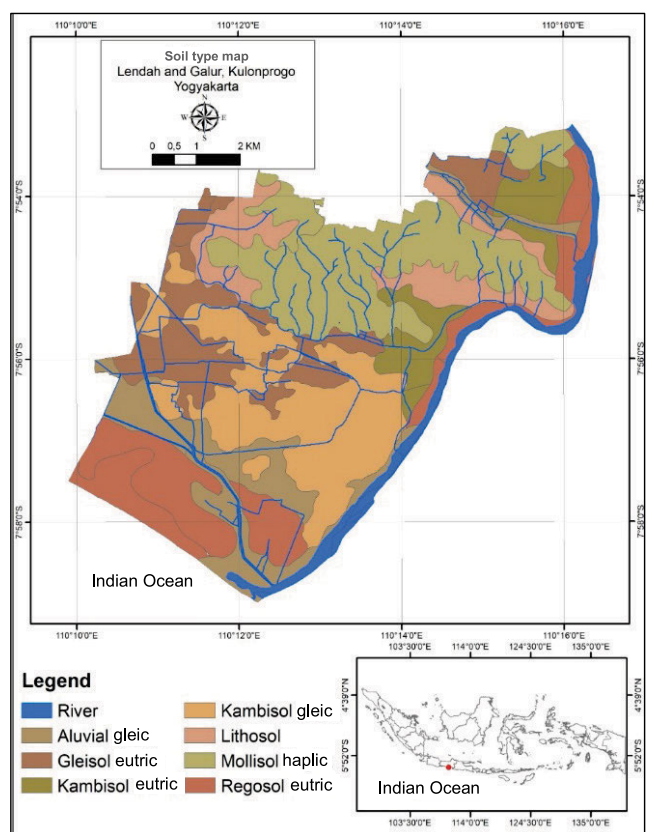 110°10'0"E 110°12'0"E 110°14'0"E 110°16'0"E
Soil type map
Lendah and Galur, Kulonprogo
Yogyakarta
N
W E
S
0 0,5 1 2 KM
7°54'0"S 7°54'0"S
7°56'0"S 7°56'0"S
7°58'0"S 7°58'0"S
Indian Ocean
110°10'0"E 110°12'0"E 110°14'0"E 110°16'0"E
Legend
River
Aluvial gleic
Gleisol eutric
Kambisol eutric
Kambisol gleic
Lithosol
Mollisol haplic
Regosol eutric
103°30'0"E 114°0'0"E 124°30'0"E 135°0'0"E
4°39'0"N 4°39'0"N
5°52'0"S 5°52'0"S
Indian Ocean
103°30'0"E 114°0'0"E 124°30'0"E 135°0'0"E